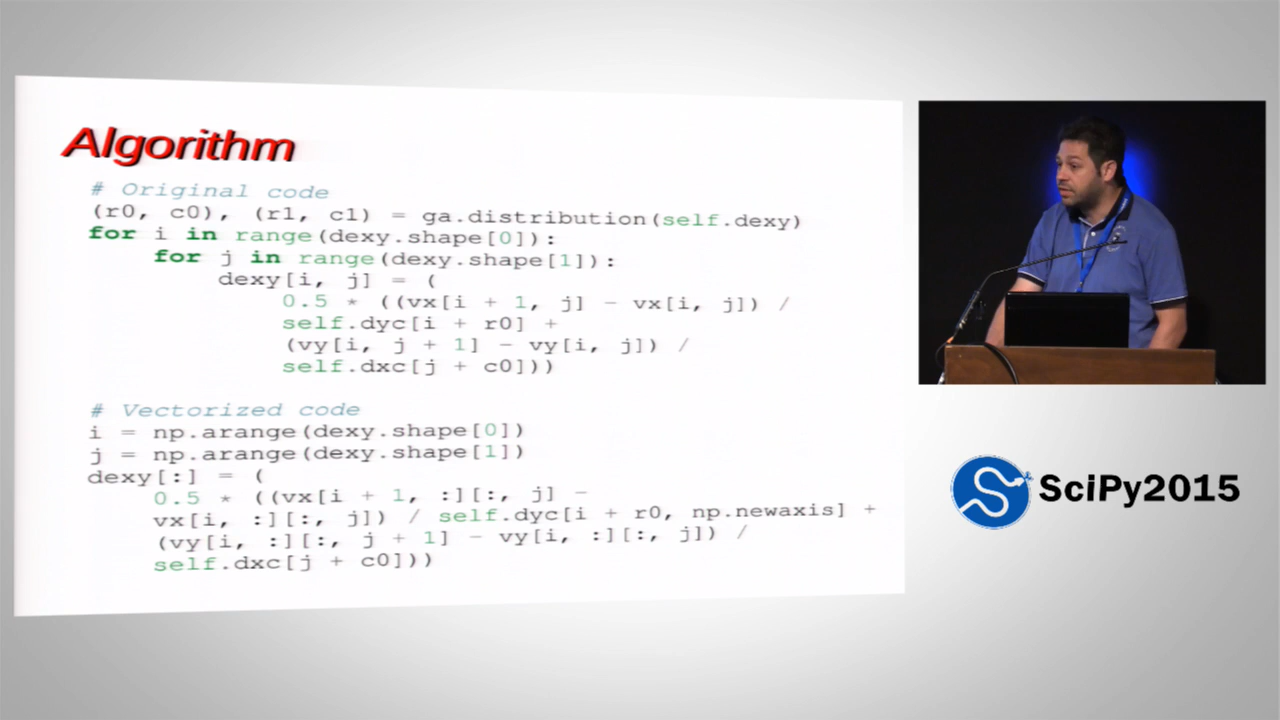 Algorithm
# Original code
(r0, c0), (r1, c1) = ga.distribution(self.dexy)
for i in range(dexy.shape[0]):
for j in range(dexy.shape[1]):
dexy[i, j] = (
0.5 * ((vx[i + 1, j] - vx[i, j]) /
self.dyc[i + r0] +
(vy[i, j + 1] - vy[i, j]) /
self.dxc[j + c0]))
# Vectorized code
i = np.arange(dexy.shape[0])
j = np.arange(dexy.shape[1])
dexy[:] = (
0.5 * ((vx[i + 1, :][:, j] -
vx[i, :][:, j]) / self.dyc[i + r0, np.newaxis] +
(vy[i, :][:, j + 1] - vy[i, :][:, j]) /
self.dxc[j + c0]))
SciPy2015